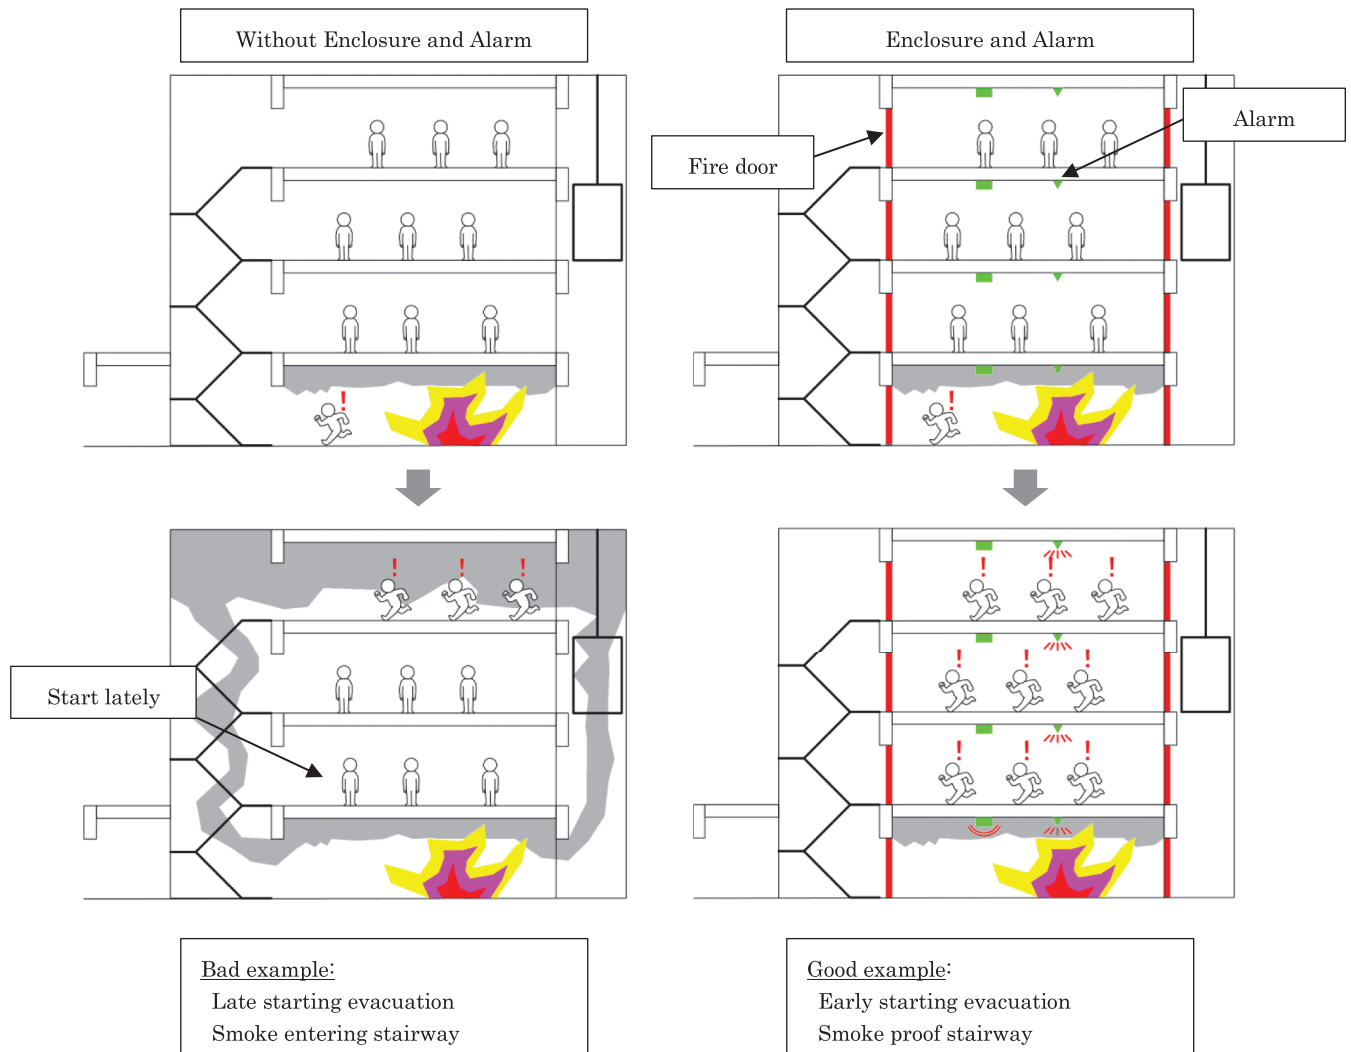 Without Enclosure and Alarm
Enclosure and Alarm
Fire door
Alarm
Start lately
Bad example:
Late starting evacuation
Smoke entering stairway
Good example:
Early starting evacuation
Smoke proof stairway